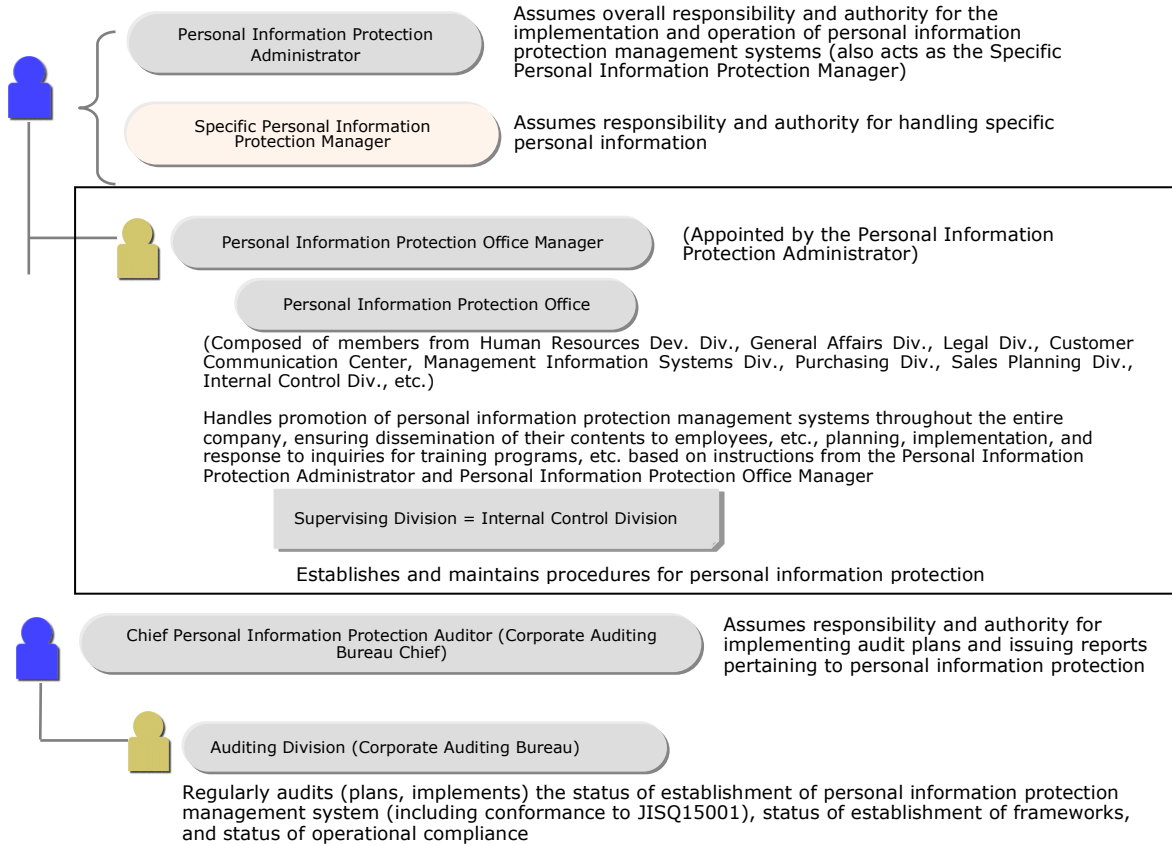 Personal Information Protection
Administrator
Assumes overall responsibility and authority for the
implementation and operation of personal information
protection management systems (also acts as the Specific
Personal Information Protection Manager)
Specific Personal Information
Protection Manager
Assumes responsibility and authority for handling specific
personal information
Personal Information Protection Office Manager
(Appointed by the Personal Information
Protection Administrator)
Personal Information Protection Office
(Composed of members from Human Resources Dev. Div., General Affairs Div., Legal Div., Customer
Communication Center, Management Information Systems Div., Purchasing Div., Sales Planning Div.,
Internal Control Div., etc.)
Handles promotion of personal information protection management systems throughout the entire
company, ensuring dissemination of their contents to employees, etc., planning, implementation, and
response to inquiries for training programs, etc. based on instructions from the Personal Information
Protection Administrator and Personal Information Protection Office Manager
Supervising Division = Internal Control Division
Establishes and maintains procedures for personal information protection
Chief Personal Information Protection Auditor (Corporate Auditing
Bureau Chief)
Assumes responsibility and authority for
implementing audit plans and issuing reports
pertaining to personal information protection
Auditing Division (Corporate Auditing Bureau)
Regularly audits (plans, implements) the status of establishment of personal information protection
management system (including conformance to JISQ15001), status of establishment of frameworks,
and status of operational compliance